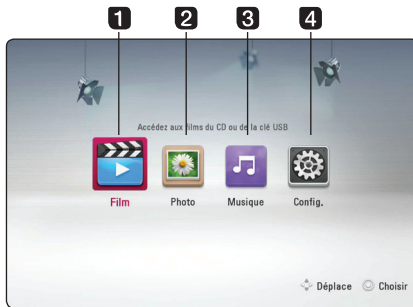 1 2 3 4
Accédez aux films du CD ou de la clé USB
Film Photo Musique Config.
Déplace Choisir